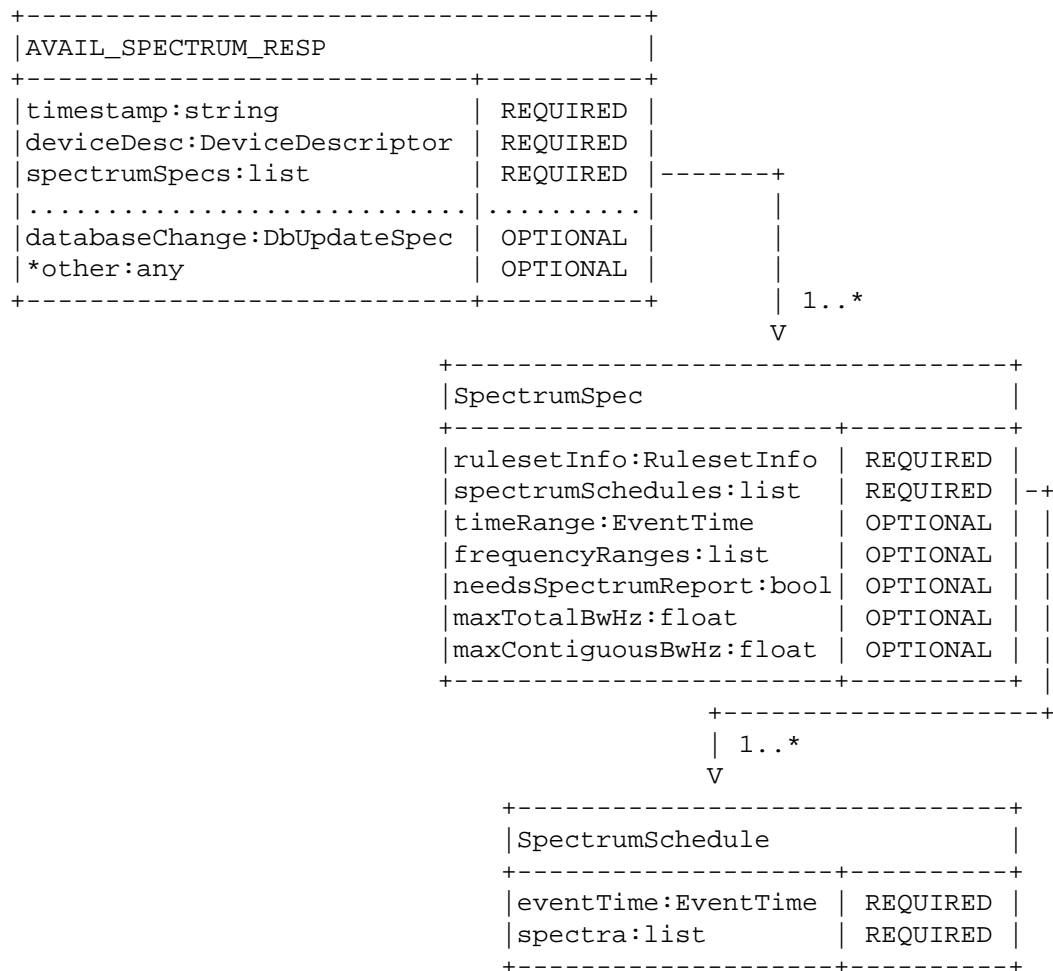 +---------------------------------------+
|AVAIL_SPECTRUM_RESP                    |
+----------------------------+----------+
|timestamp:string            | REQUIRED |
|deviceDesc:DeviceDescriptor | REQUIRED |
|spectrumSpecs:list          | REQUIRED |-------+
|............................|..........|       |
|databaseChange:DbUpdateSpec | OPTIONAL |       |
|*other:any                  | OPTIONAL |       |
+----------------------------+----------+       | 1..*
                                                V
                           +-----------------------------------+
                           |SpectrumSpec                       |
                           +------------------------+----------+
                           |rulesetInfo:RulesetInfo | REQUIRED |
                           |spectrumSchedules:list  | REQUIRED |-+
                           |timeRange:EventTime     | OPTIONAL | |
                           |frequencyRanges:list    | OPTIONAL | |
                           |needsSpectrumReport:bool| OPTIONAL | |
                           |maxTotalBwHz:float      | OPTIONAL | |
                           |maxContiguousBwHz:float | OPTIONAL | |
                           +------------------------+----------+ |
                                            +--------------------+
                                            | 1..*
                                            V
                               +-------------------------------+
                               |SpectrumSchedule               |
                               +--------------------+----------+
                               |eventTime:EventTime | REQUIRED |
                               |spectra:list        | REQUIRED |
                               +--------------------+----------+